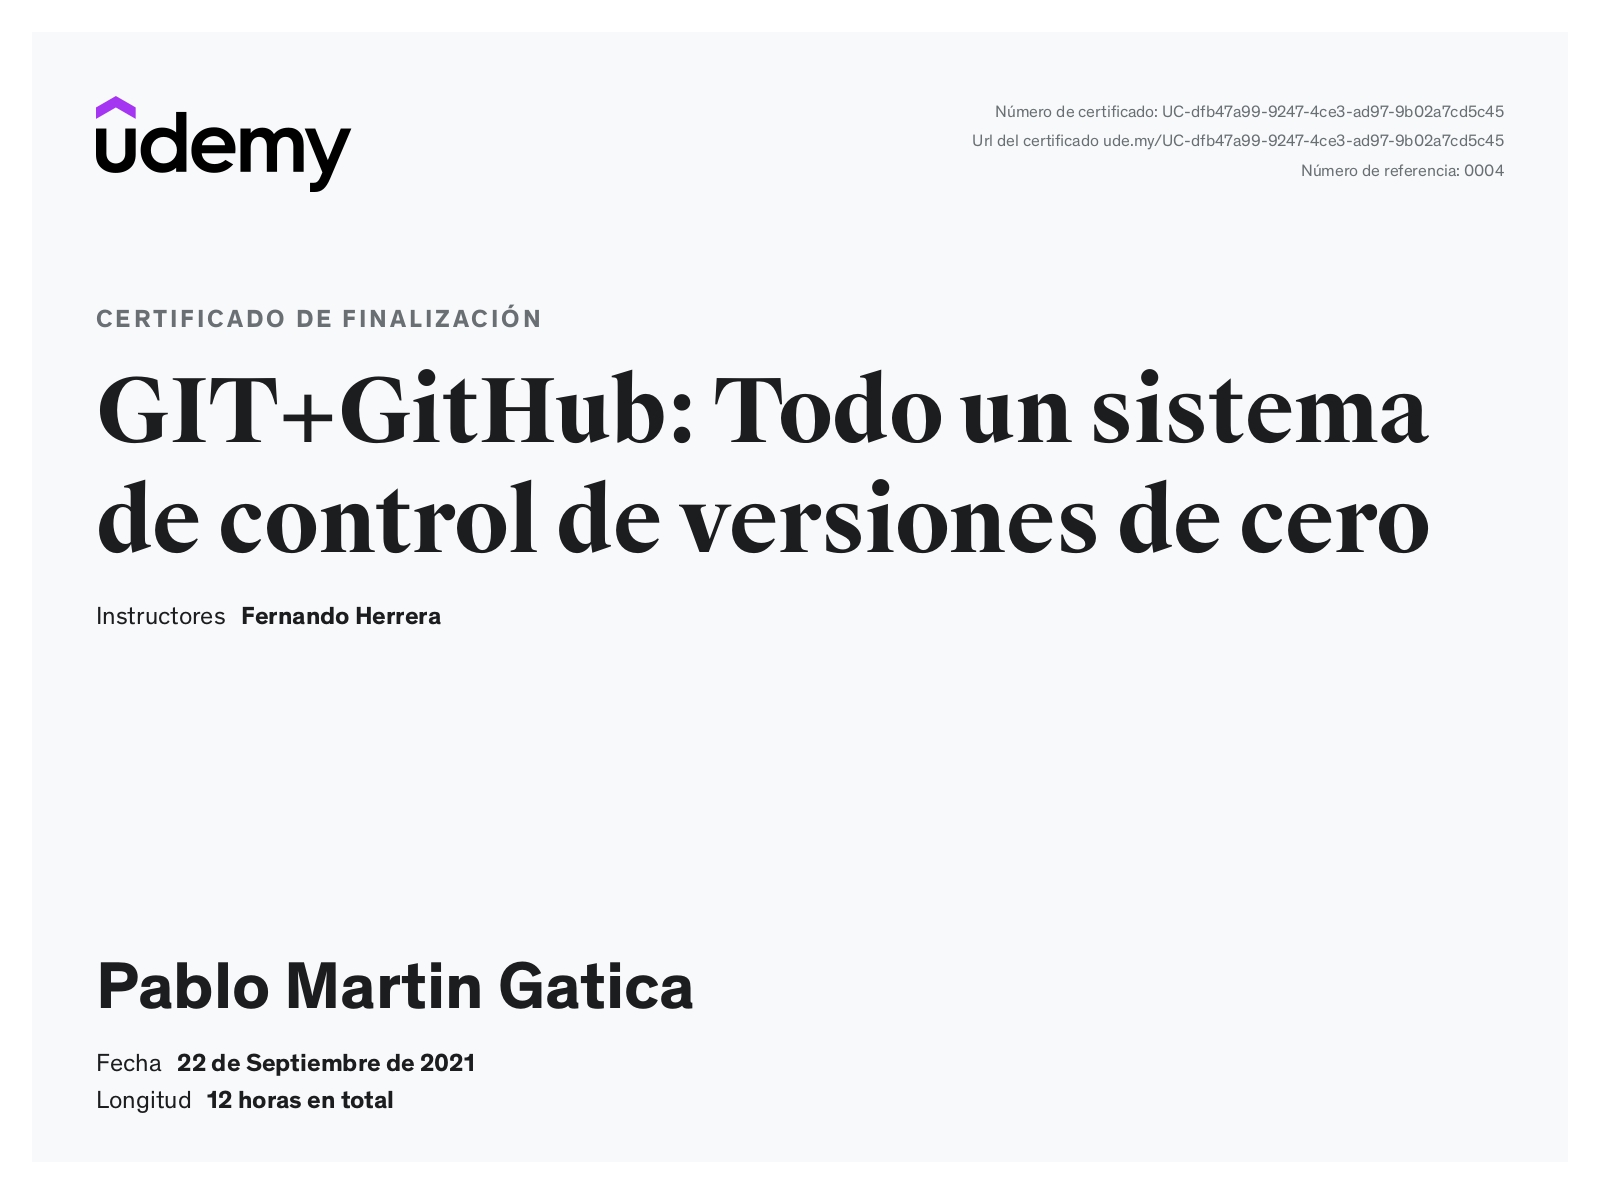 udemy
Número de certificado: UC-dfb47a99-9247-4ce3-ad97-9b02a7cd5c45
Url del certificado ude.my/UC-dfb47a99-9247-4ce3-ad97-9b02a7cd5c45
Número de referencia: 0004
CERTIFICADO DE FINALIZACIÓN
GIT+GitHub: Todo un sistema
de control de versiones de cero
Instructores Fernando Herrera
Pablo Martin Gatica
Fecha 22 de Septiembre de 2021
Longitud 12 horas en total